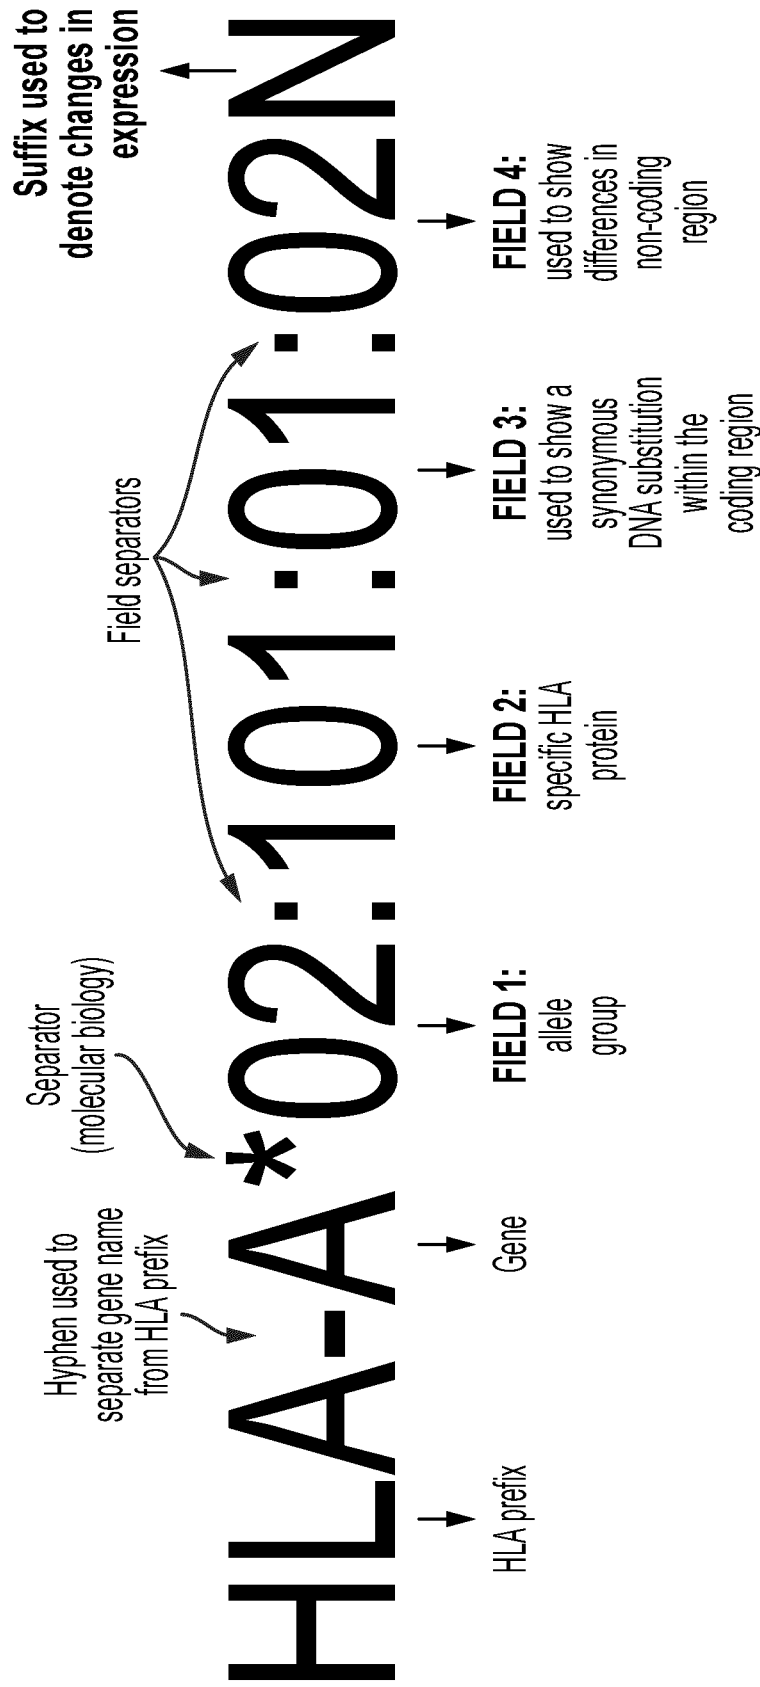 Hyphen used to
separate gene name
from HLA prefix
Separator
(molecular biology)
Field separators
Suffix used to
denote changes in
expression
HLA-A*02:101:01:02N
HLA prefix
Gene
FIELD 1:
allele
group
FIELD 2:
specific HLA
protein
FIELD 3:
used to show a
synonymous
DNA substitution
within the
coding region
FIELD 4:
used to show
differences in
non-coding
region